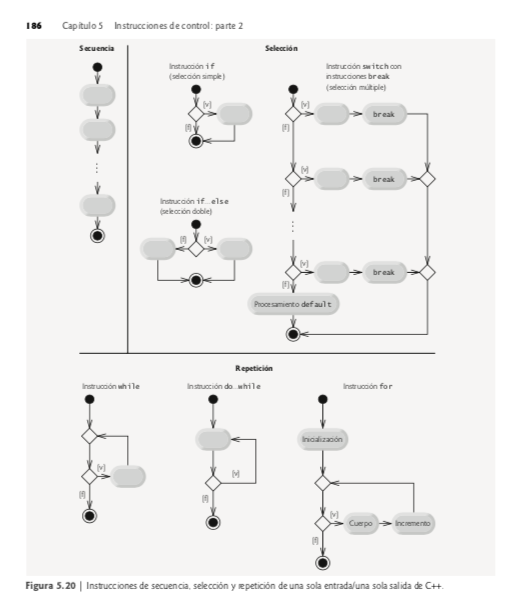 186 Capítulo 5 Instrucciones de control: parte 2
Secuencia
Selección
Instrucción if
(selección simple)
[v]
[f]
Instrucción if...else
(selección doble)
[f] [v]
Instrucción switch con
instrucciones break
(selección múltiple)
[v]
break
[f]
[v]
break
[f]
[v]
break
[f]
Procesamiento default
Repetición
Instrucción while
[v]
[f]
Instrucción do...while
[v]
[f]
Instrucción for
Inicialización
[v]
Cuerpo
Incremento
[f]
Figura 5.20 | Instrucciones de secuencia, selección y repetición de una sola entrada/una sola salida de C++.